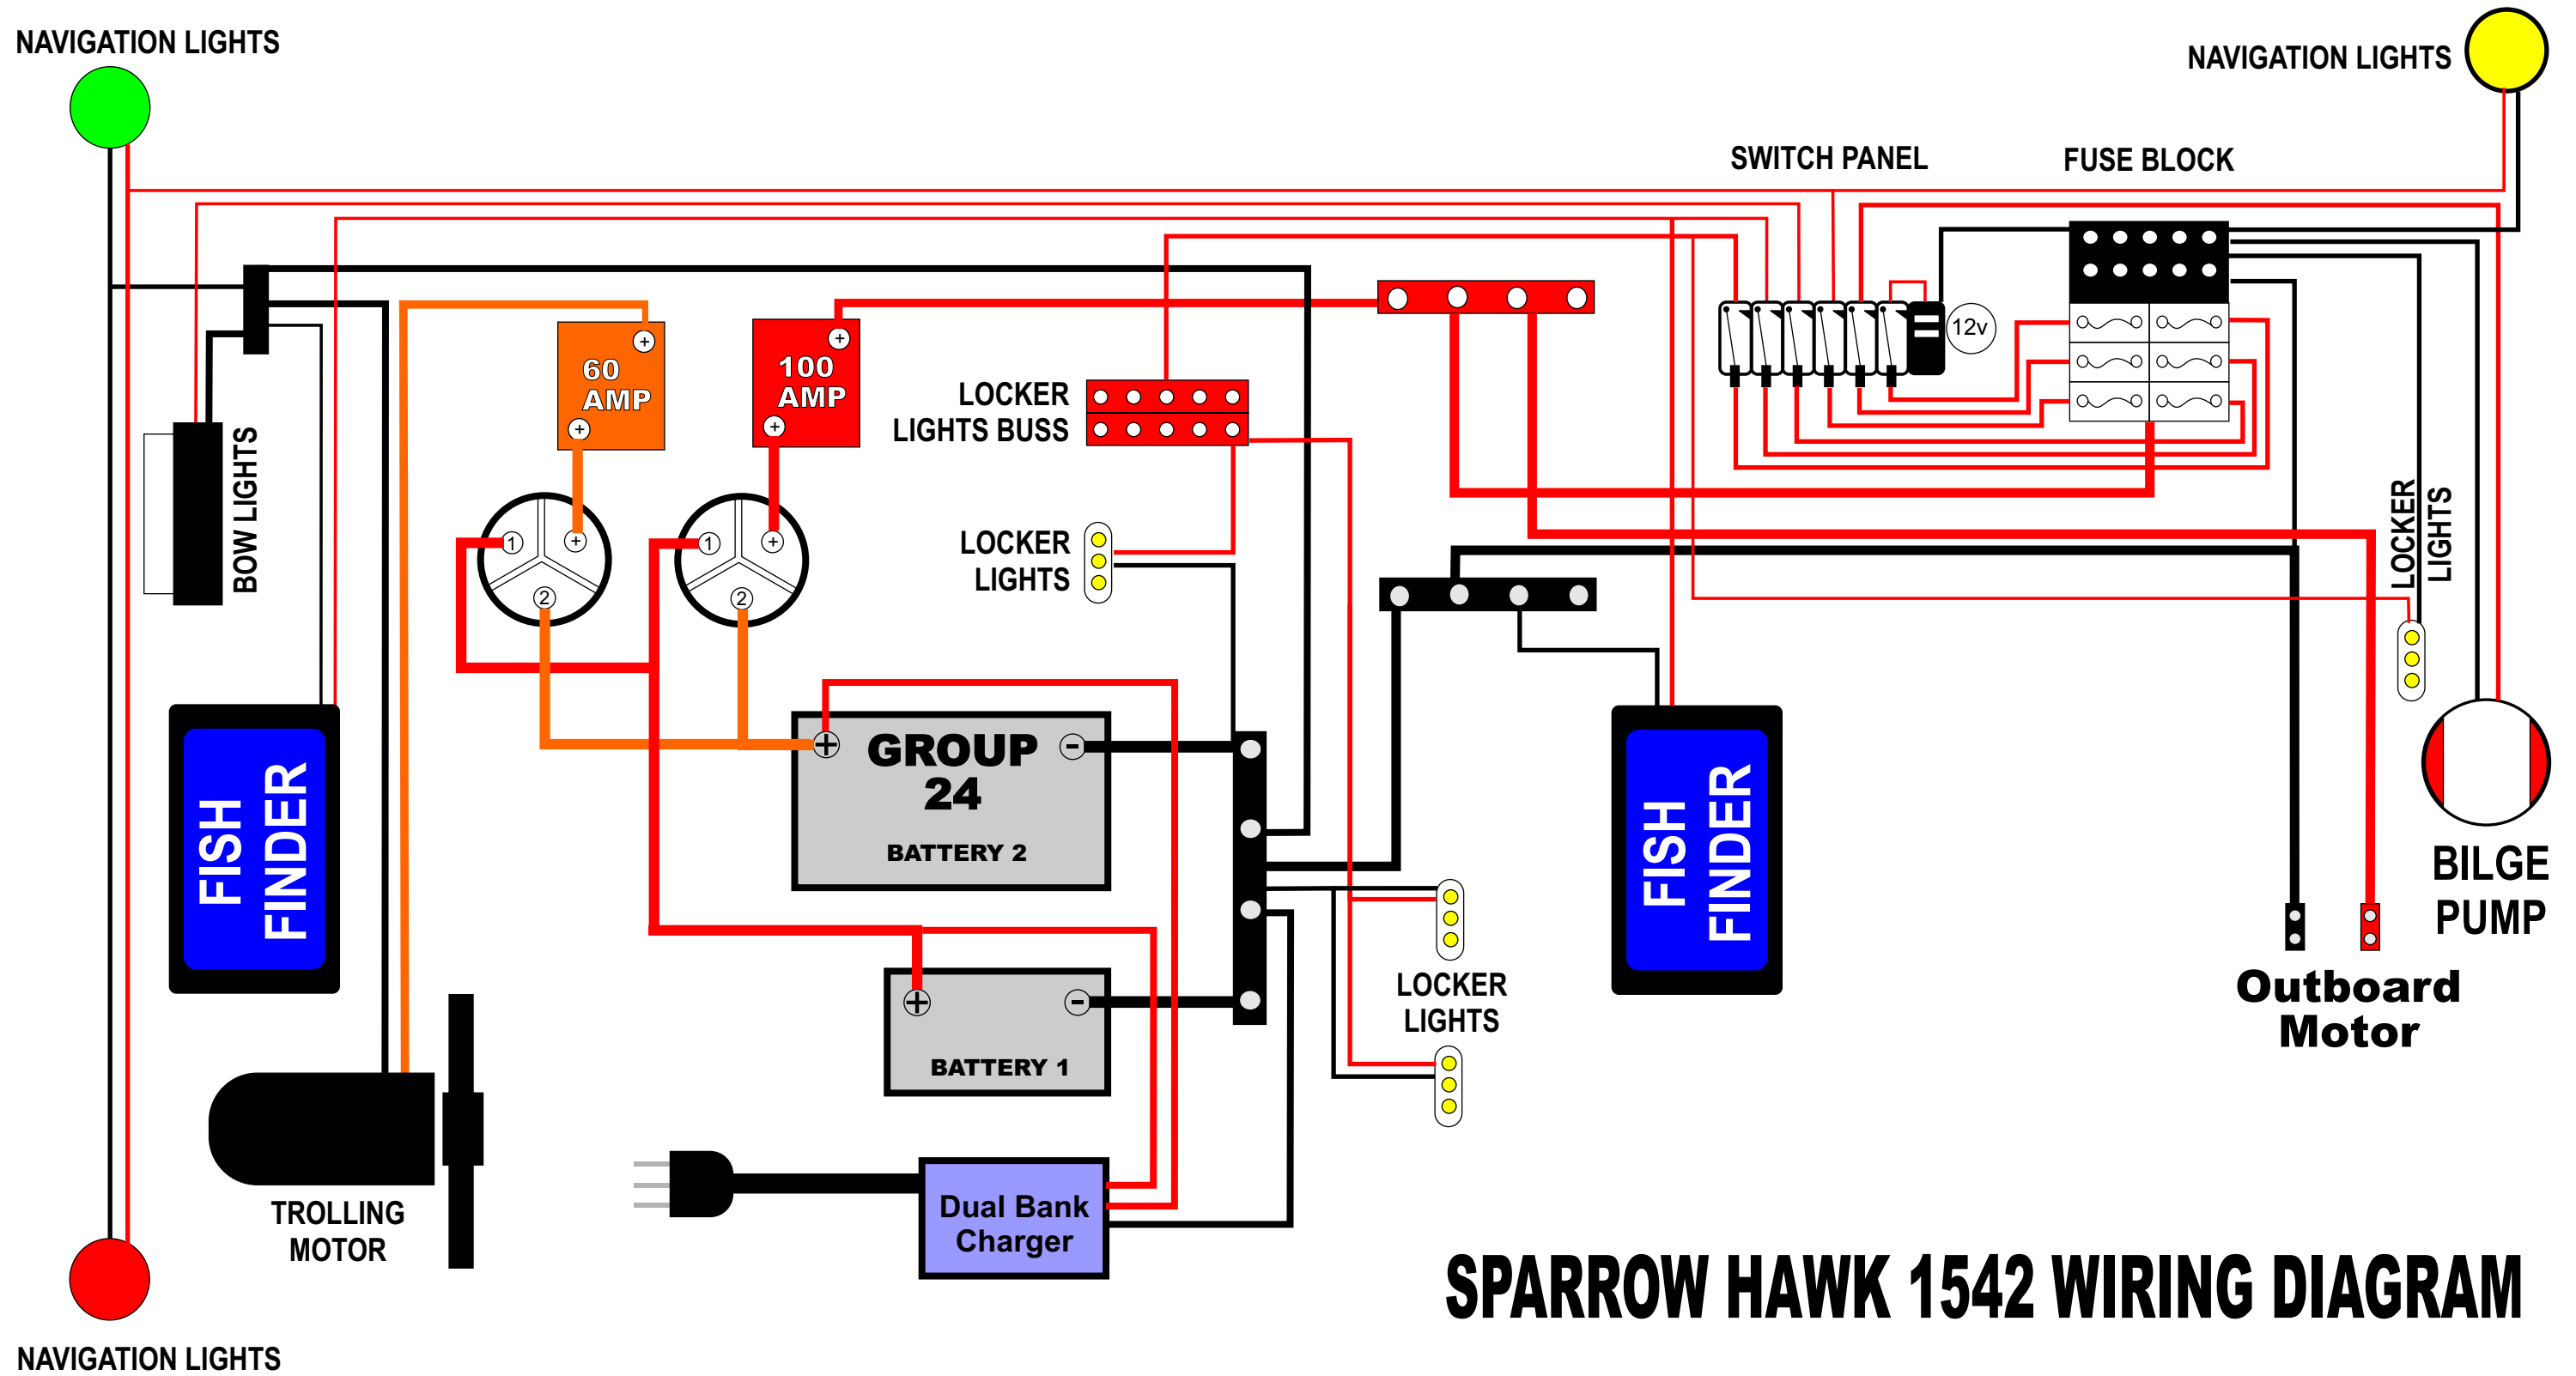 NAVIGATION LIGHTS
NAVIGATION LIGHTS
SWITCH PANEL
FUSE BLOCK
12v
60
AMP
+
+
100
AMP
+
+
LOCKER
LIGHTS BUSS
BOW LIGHTS
1
+
2
1
+
2
LOCKER
LIGHTS
LOCKER
LIGHTS
+
GROUP
24
-
BATTERY 2
FISH
FINDER
FISH
FINDER
BILGE
PUMP
+
-
BATTERY 1
LOCKER
LIGHTS
Outboard
Motor
TROLLING
MOTOR
Dual Bank
Charger
SPARROW HAWK 1542 WIRING DIAGRAM
NAVIGATION LIGHTS